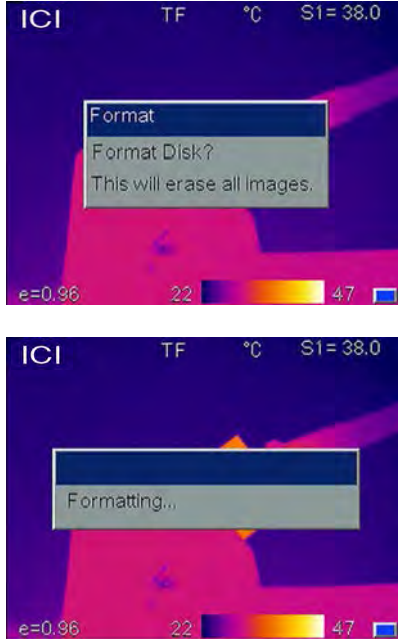 ICI TF °C S1= 38.0
Format
Format Disk?
This will erase all images.
e=0.96 22 47
ICI TF °C S1= 38.0
Formatting...
e=0.96 22 47